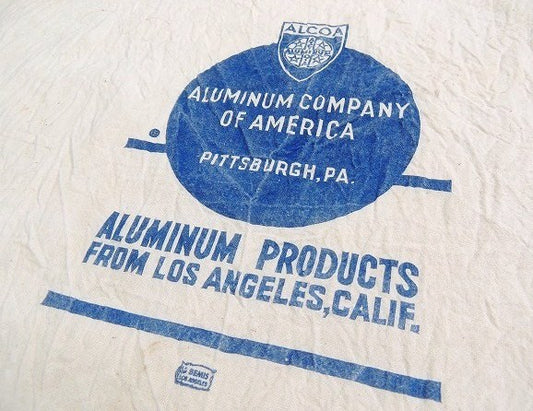 ALCOA
ALUMINUM COMPANY
OF AMERICA
PITTSBURGH, PA.
ALUMINUM PRODUCTS
FROM LOS ANGELES, CALIF.
BEMIS
LOS ANGELES